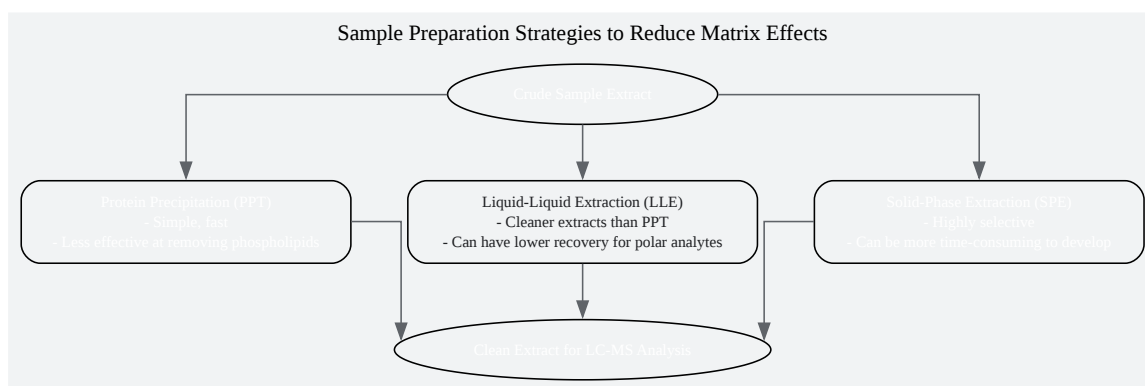 Sample Preparation Strategies to Reduce Matrix Effects
Crude Sample Extract
Protein Precipitation (PPT)
- Simple, fast
- Less effective at removing phospholipids
Liquid-Liquid Extraction (LLE)
- Cleaner extracts than PPT
- Can have lower recovery for polar analytes
Solid-Phase Extraction (SPE)
- Highly selective
- Can be more time-consuming to develop
Clean Extract for LC-MS Analysis